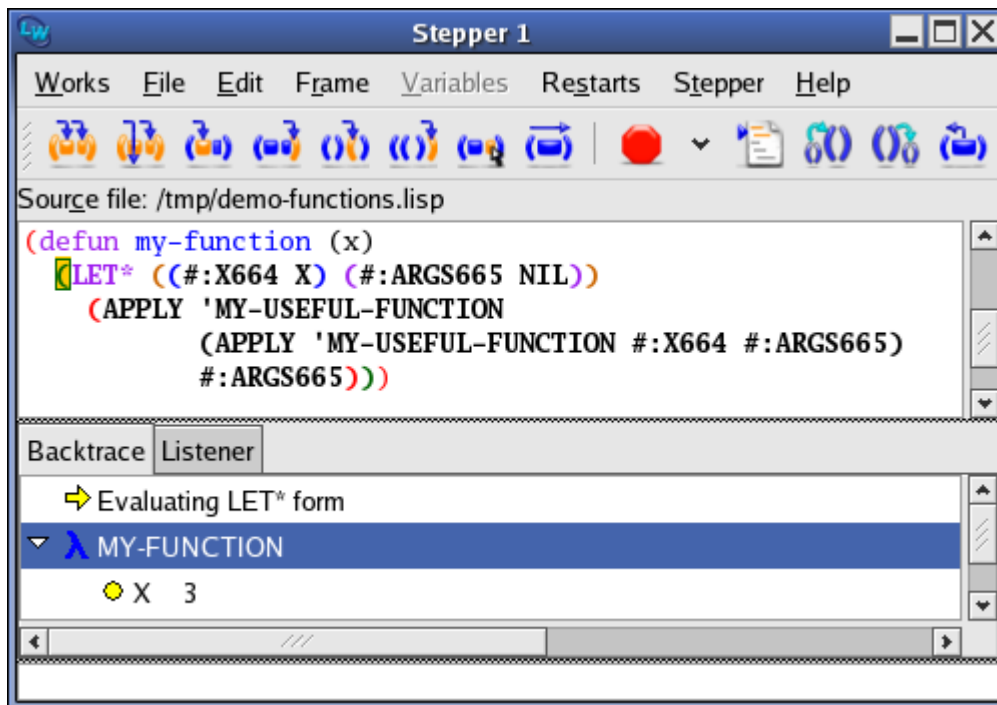 LW
Stepper 1
Works File Edit Frame Variables Restarts Stepper Help
Source file: /tmp/demo-functions.lisp
(defun my-function (x)
  (LET* ((#:X664 X) (#:ARGS665 NIL))
    (APPLY 'MY-USEFUL-FUNCTION
           (APPLY 'MY-USEFUL-FUNCTION #:X664 #:ARGS665)
           #:ARGS665)))
Backtrace Listener
Evaluating LET* form
λ MY-FUNCTION
X 3